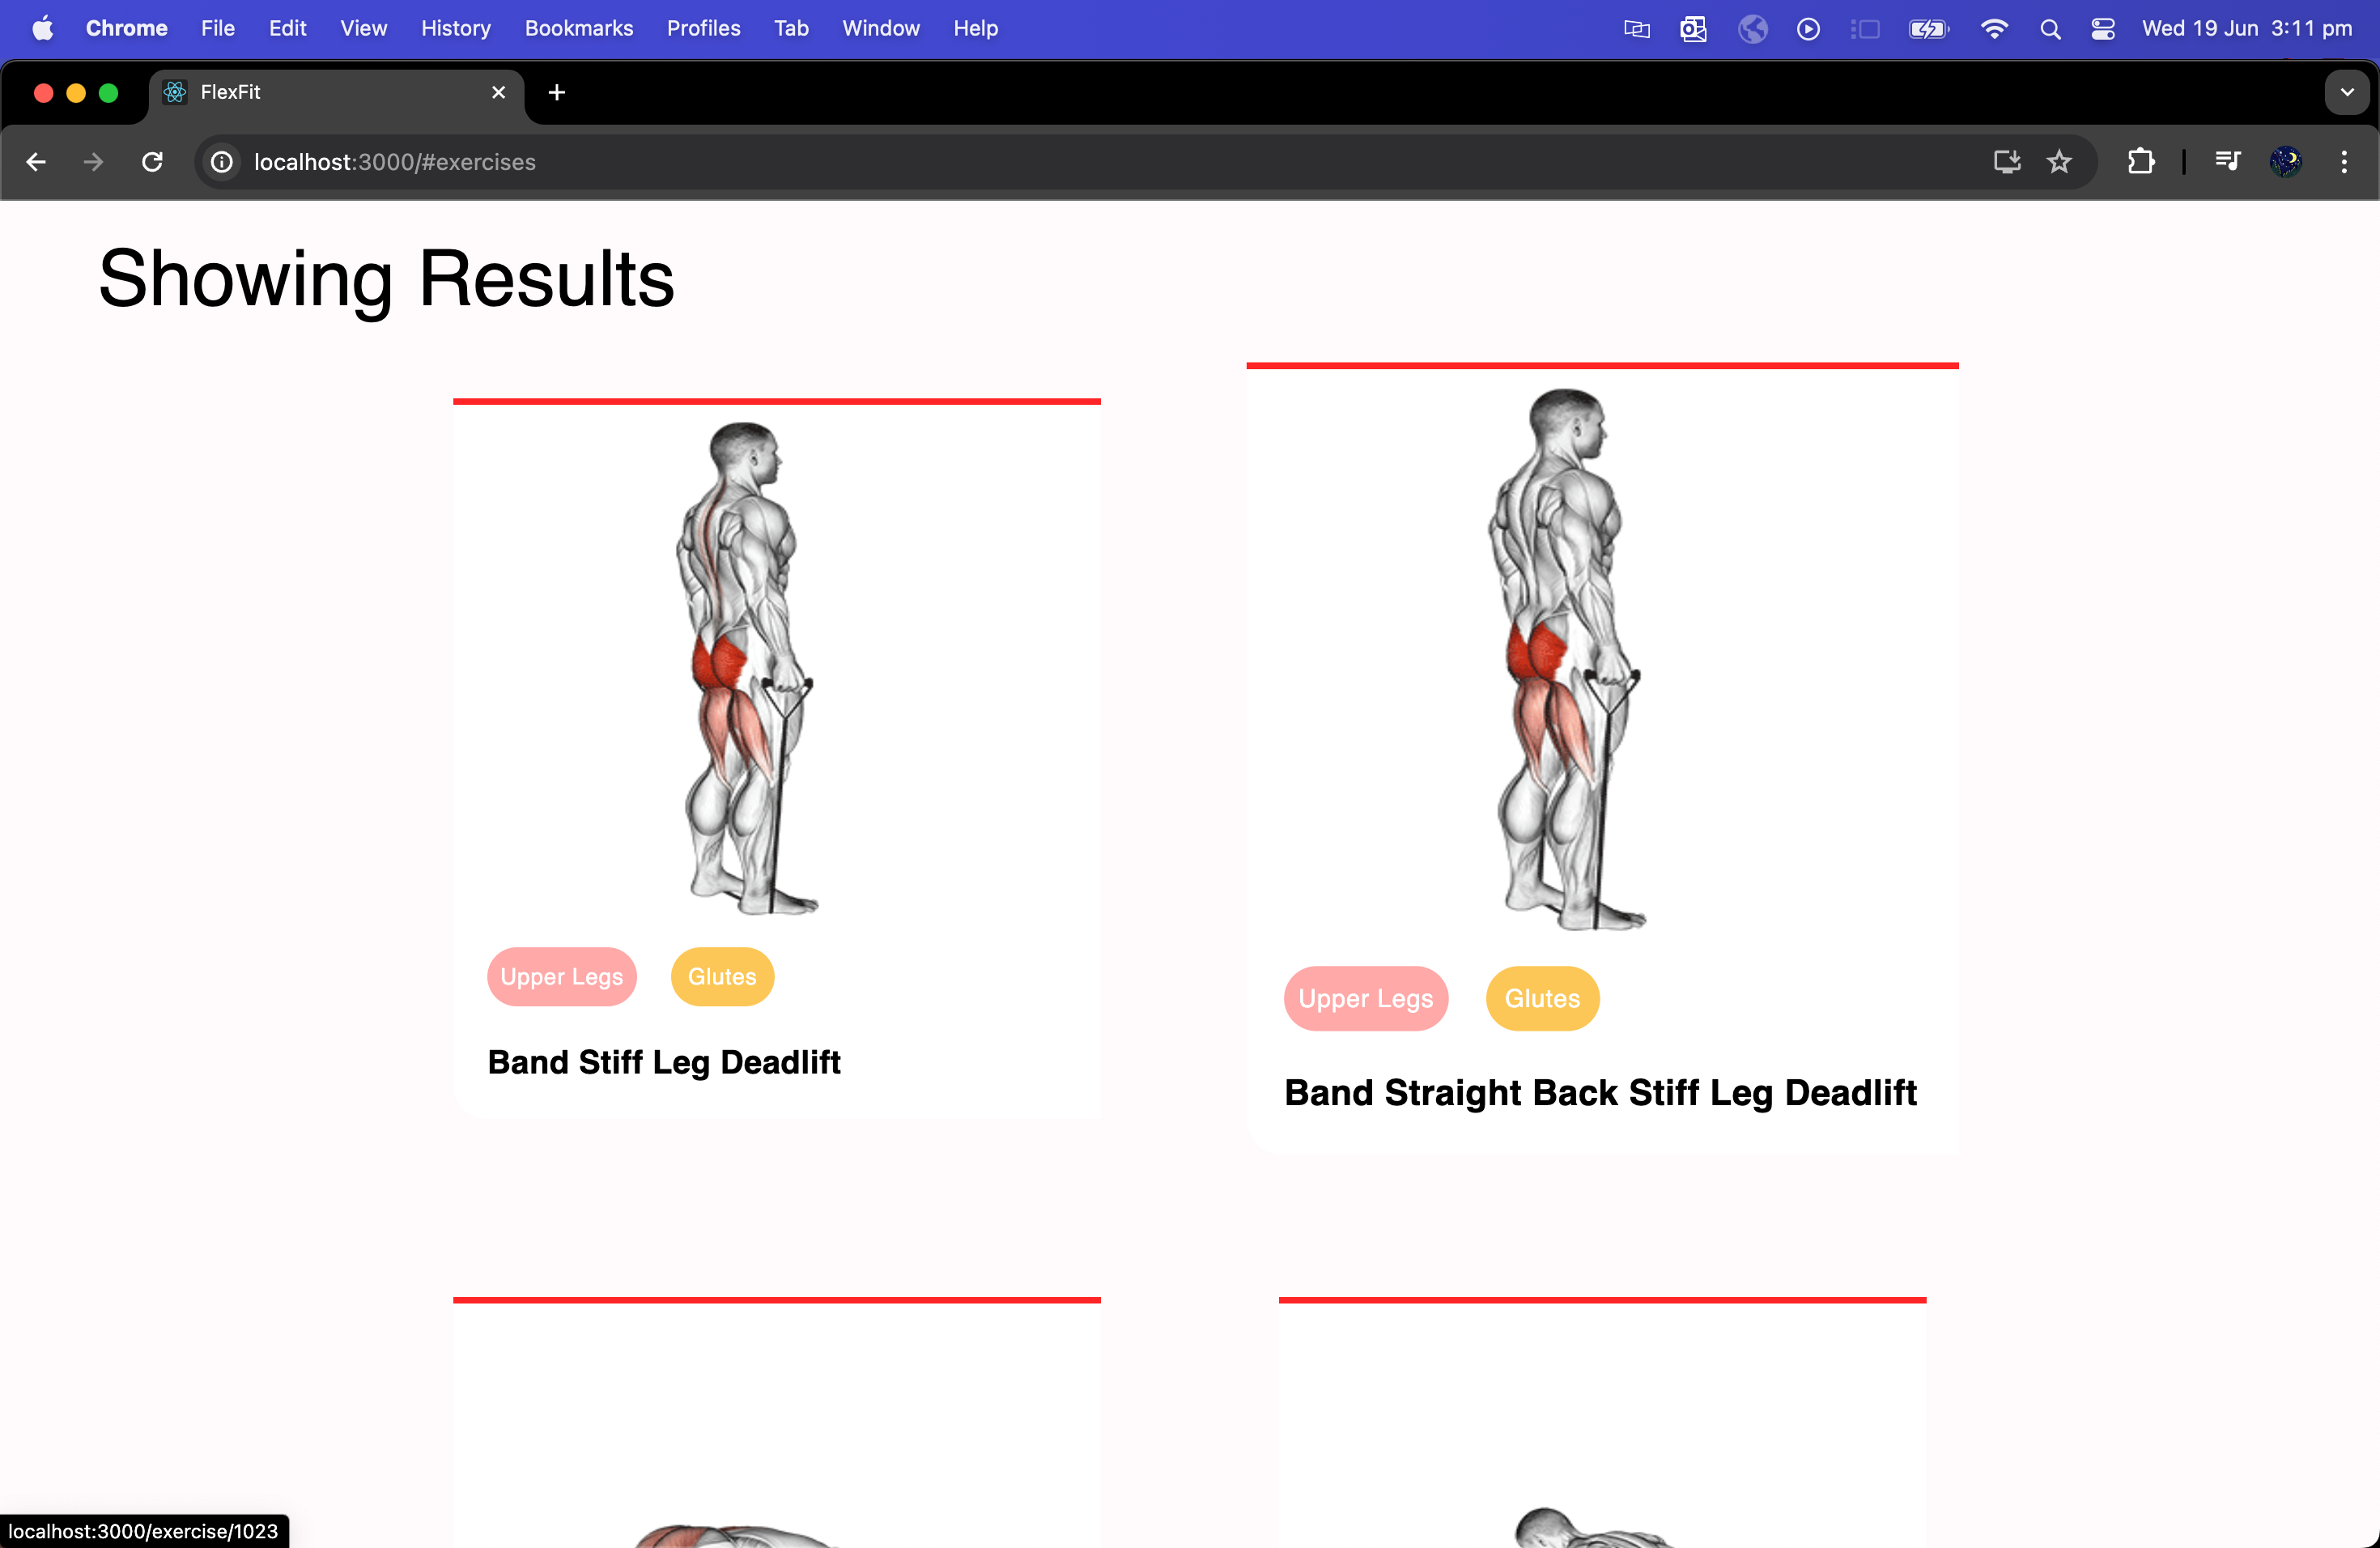 Chrome File Edit View History Bookmarks Profiles Tab Window Help Wed 19 Jun 3:11 pm
FlexFit
localhost:3000/#exercises
Showing Results
Upper Legs Glutes
Band Stiff Leg Deadlift
Upper Legs Glutes
Band Straight Back Stiff Leg Deadlift
localhost:3000/exercise/1023